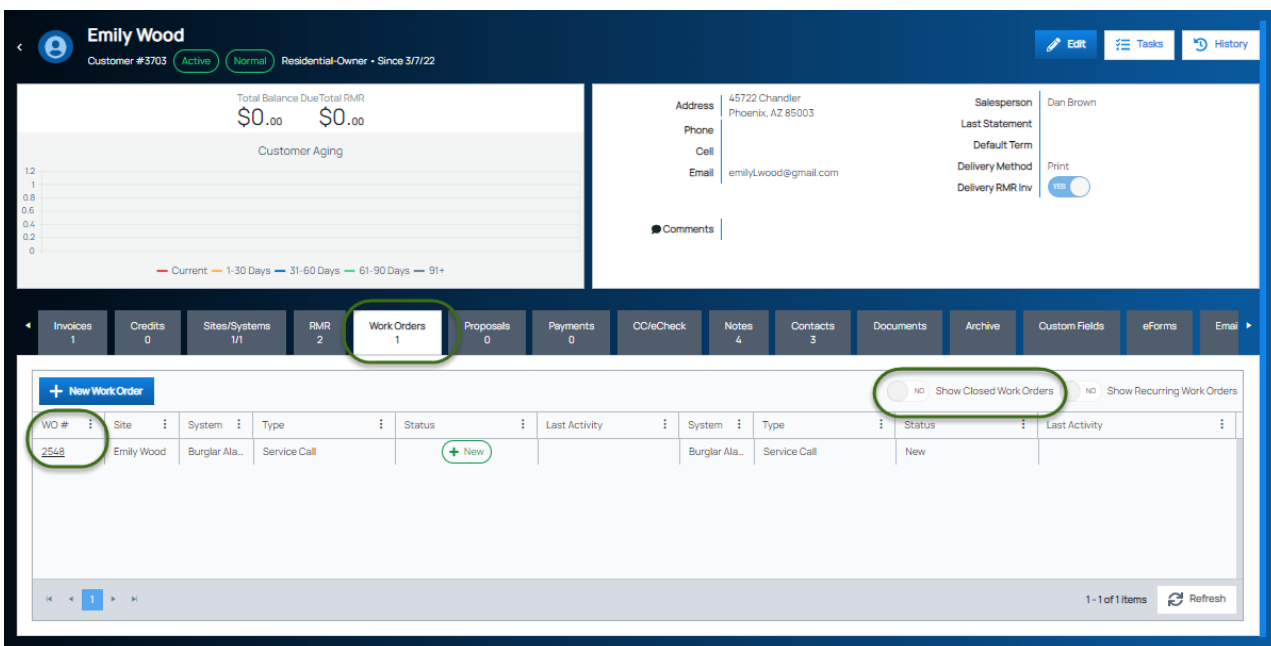 Emily Wood
Customer #3703 Active Normal Residential-Owner • Since 3/7/22
Edit Tasks History
Total Balance Due Total RMR
$0.00 $0.00
Customer Aging
1.2
1
0.8
0.6
0.4
0.2
0
Current 1-30 Days 31-60 Days 61-90 Days 91+
Address 45722 Chandler
Phoenix, AZ 85003
Phone
Cell
Email emilyLwood@gmail.com
Comments
Salesperson Dan Brown
Last Statement
Default Term
Delivery Method Print
Delivery RMR Inv YES
Invoices Credits Sites/Systems RMR Work Orders Proposals Payments CC/eCheck Notes Contacts Documents Archive Custom Fields eForms Emai
1 0 1/1 2 1 0 0 4 3
+ New Work Order NO Show Closed Work Orders NO Show Recurring Work Orders
WO # Site System Type Status Last Activity System Type Status Last Activity
2548 Emily Wood Burglar Ala... Service Call + New Burglar Ala... Service Call New
1 1 - 1 of 1 items Refresh